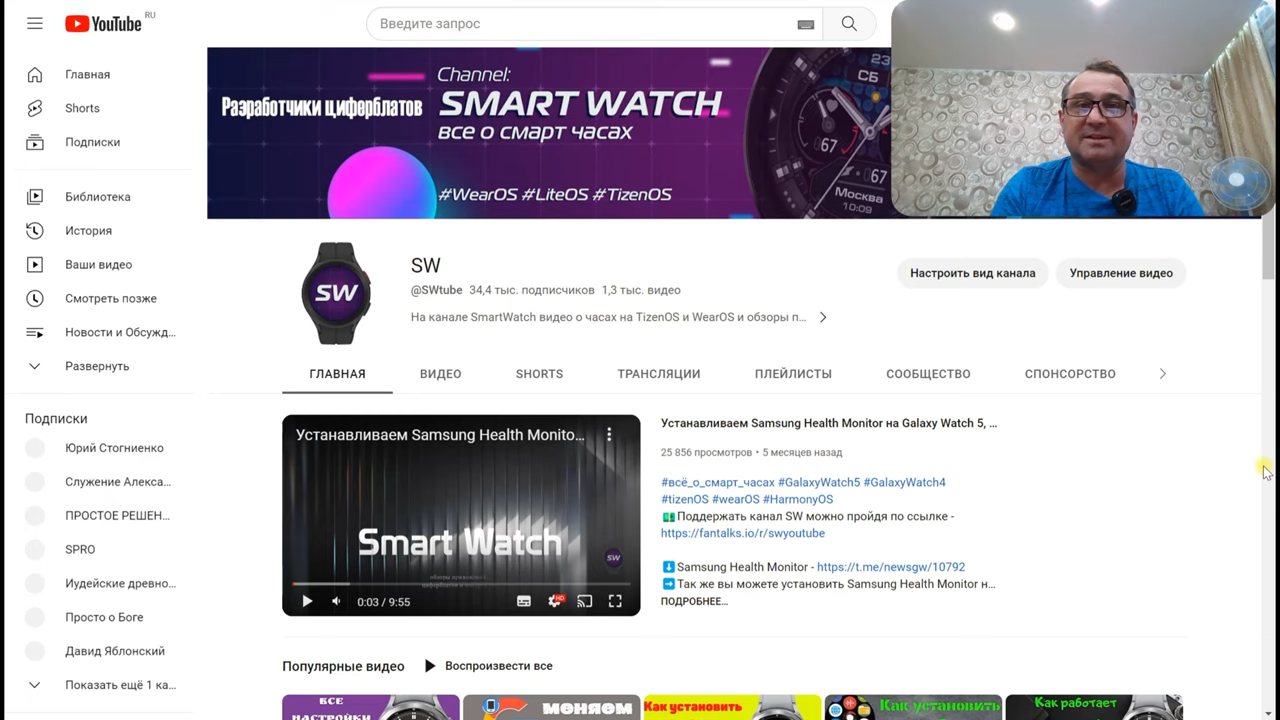 YouTube RU
Введите запрос
Главная
Shorts
Подписки
Библиотека
История
Ваши видео
Смотреть позже
Новости и Обсужд...
Развернуть
Подписки
Юрий Стогниенко
Служение Алекса...
ПРОСТОЕ РЕШЕН...
SPRO
Иудейские древно...
Просто о Боге
Давид Яблонский
Показать ещё 1 ка...
Разработчики циферблатов
Channel:
SMART WATCH
ВСЕ О СМАРТ ЧАСАХ
#WearOS #LiteOS #TizenOS
23
СБ
67
67
Москва
10:09
SW
SW
@SWtube 34,4 тыс. подписчиков 1,3 тыс. видео
На канале SmartWatch видео о часах на TizenOS и WearOS и обзоры п...
Настроить вид канала
Управление видео
ГЛАВНАЯ ВИДЕО SHORTS ТРАНСЛЯЦИИ ПЛЕЙЛИСТЫ СООБЩЕСТВО СПОНСОРСТВО
Устанавливаем Samsung Health Monito...
Smart Watch
SW
0:03 / 9:55
HD
Устанавливаем Samsung Health Monitor на Galaxy Watch 5, ...
25 856 просмотров • 5 месяцев назад
#всё_о_смарт_часах #GalaxyWatch5 #GalaxyWatch4
#tizenOS #wearOS #HarmonyOS
Поддержать канал SW можно пройдя по ссылке -
https://fantalks.io/r/swyoutube
Samsung Health Monitor - https://t.me/newsgw/10792
Так же вы можете установить Samsung Health Monitor н...
ПОДРОБНЕЕ...
Популярные видео
Воспроизвести все
ВСЕ
НАСТРОЙКИ
МЕНЯЕМ
Как установить
Как установить
Как работает